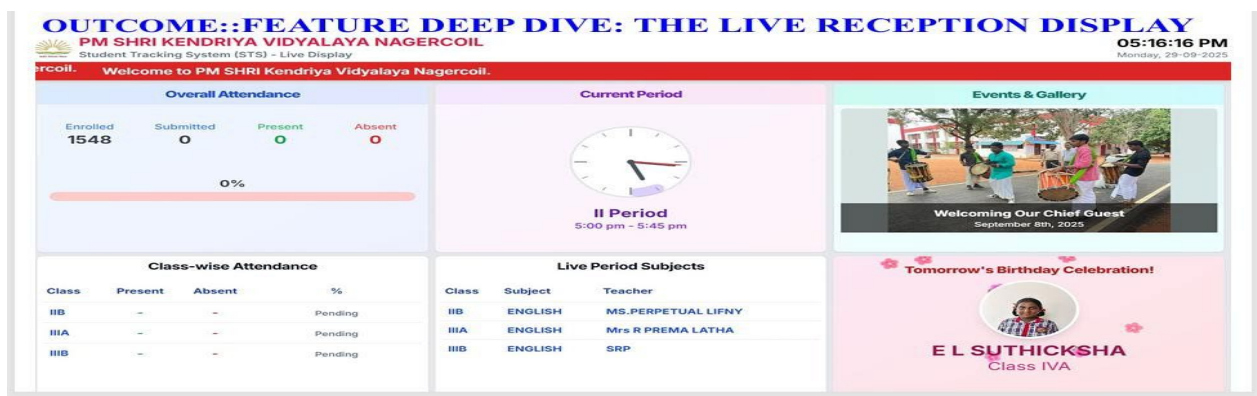 OUTCOME::FEATURE DEEP DIVE: THE LIVE RECEPTION DISPLAY
PM SHRI KENDRIYA VIDYALAYA NAGERCOIL
Student Tracking System (STS) - Live Display
05:16:16 PM
Monday, 29-09-2025
ercoil. Welcome to PM SHRI Kendriya Vidyalaya Nagercoil.
Overall Attendance
Enrolled Submitted Present Absent
1548 0 0 0
0%
Current Period
II Period
5:00 pm - 5:45 pm
Events & Gallery
Welcoming Our Chief Guest
September 8th, 2025
Class-wise Attendance
Class Present Absent %
IIB - - Pending
IIIA - - Pending
IIIB - - Pending
Live Period Subjects
Class Subject Teacher
IIB ENGLISH MS.PERPETUAL LIFNY
IIIA ENGLISH Mrs R PREMA LATHA
IIIB ENGLISH SRP
Tomorrow's Birthday Celebration!
E L SUTHICKSHA
Class IVA